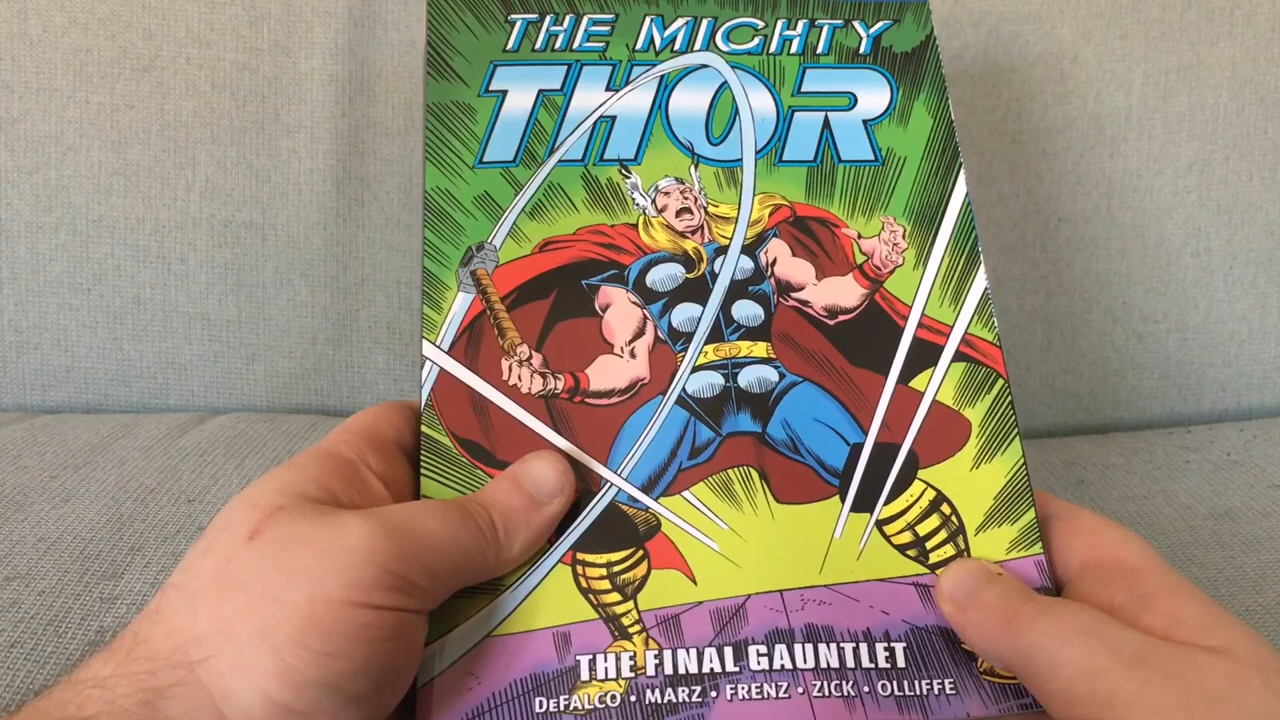 THE MIGHTY
THOR
T
THE FINAL GAUNTLET
DeFALCO • MARZ • FRENZ • ZICK • OLLIFFE